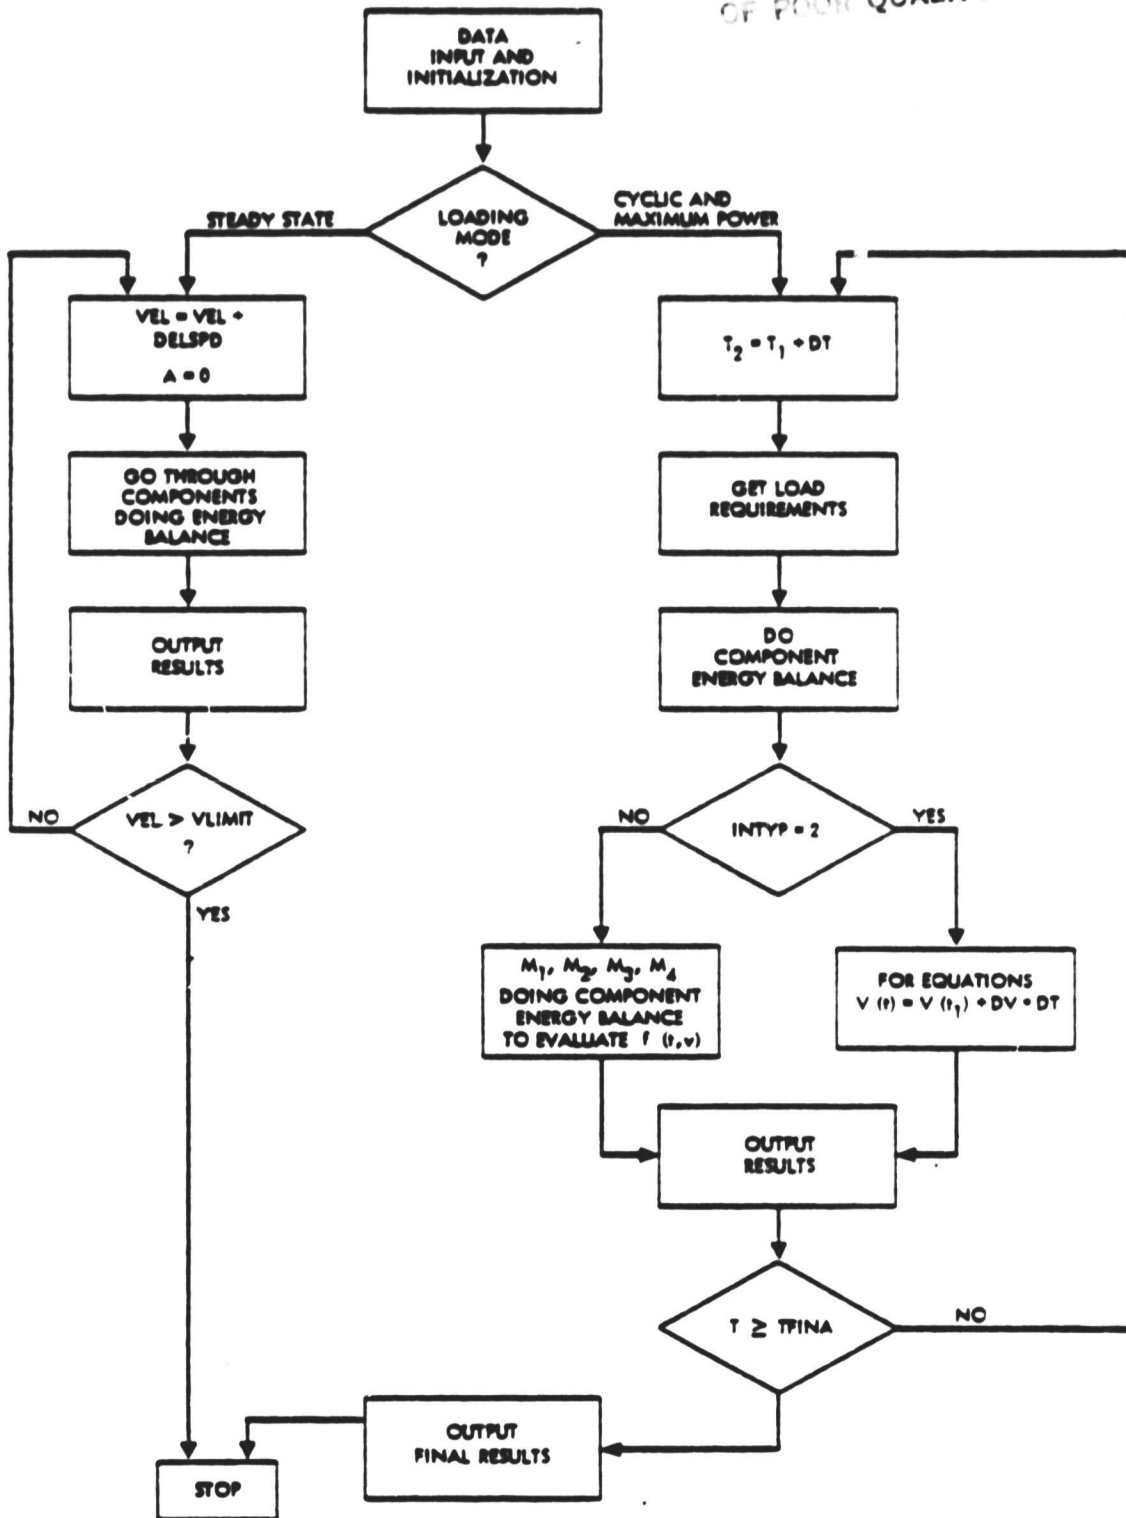 OF POOR QUALITY
DATA
INPUT AND
INITIALIZATION
LOADING
MODE
?
STEADY STATE
CYCLIC AND
MAXIMUM POWER
VEL = VEL +
DELSPD
A = 0
GO THROUGH
COMPONENTS
DOING ENERGY
BALANCE
OUTPUT
RESULTS
VEL > VLIMIT
?
NO
YES
T₂ = T₁ + DT
GET LOAD
REQUIREMENTS
DO
COMPONENT
ENERGY BALANCE
NO
INTYP = 2
YES
M₁, M₂, M₃, M₄
DOING COMPONENT
ENERGY BALANCE
TO EVALUATE f (t,v)
FOR EQUATIONS
V (t) = V (t₁) + DV * DT
OUTPUT
RESULTS
T ≥ TFINA
NO
OUTPUT
FINAL RESULTS
STOP